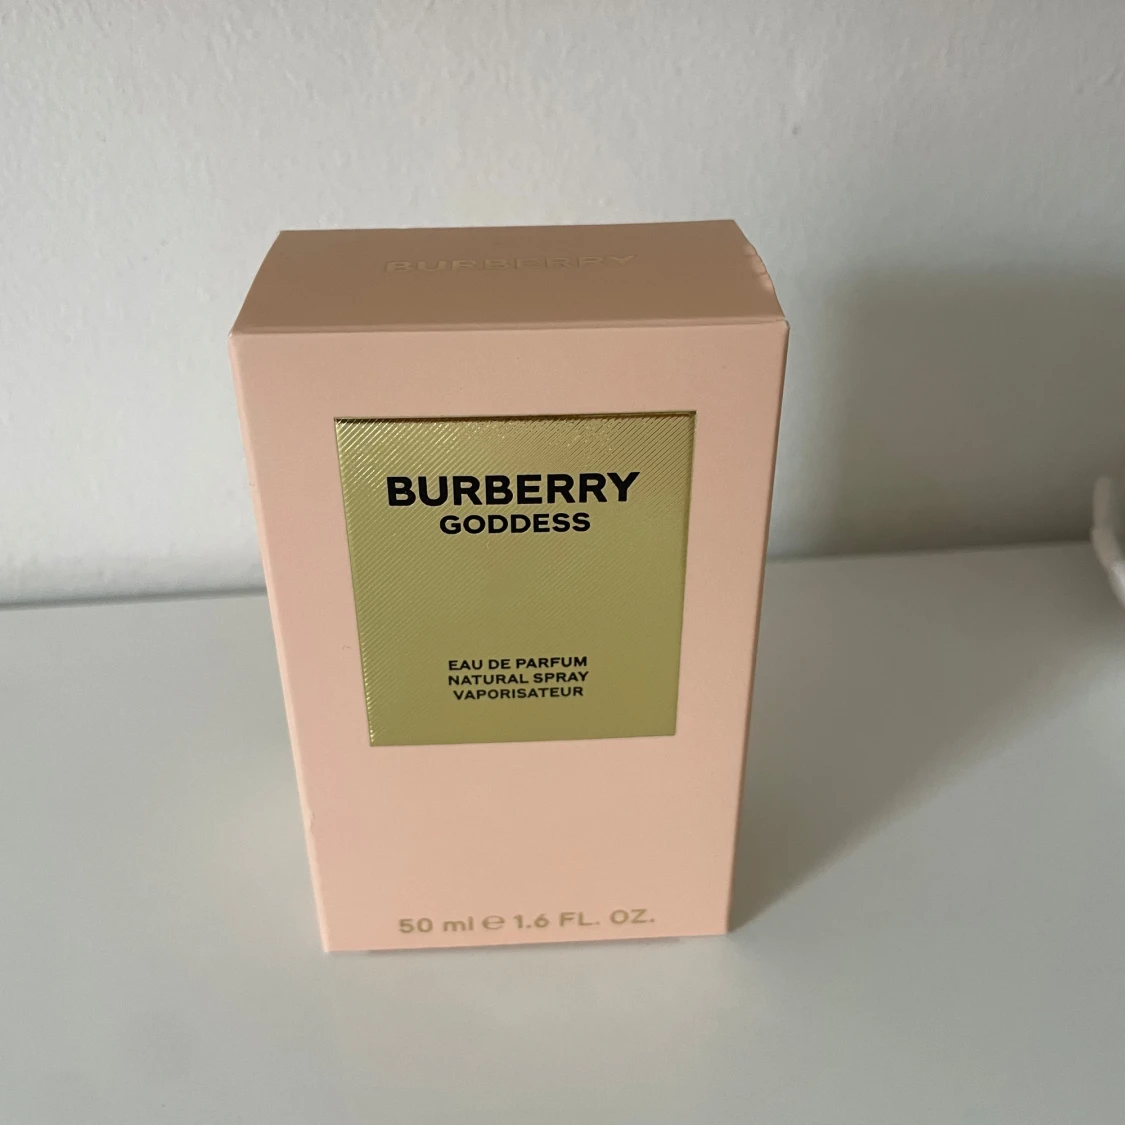 BURBERRY
BURBERRY
GODDESS
EAU DE PARFUM
NATURAL SPRAY
VAPORISATEUR
50 ml ℮ 1.6 FL. OZ.